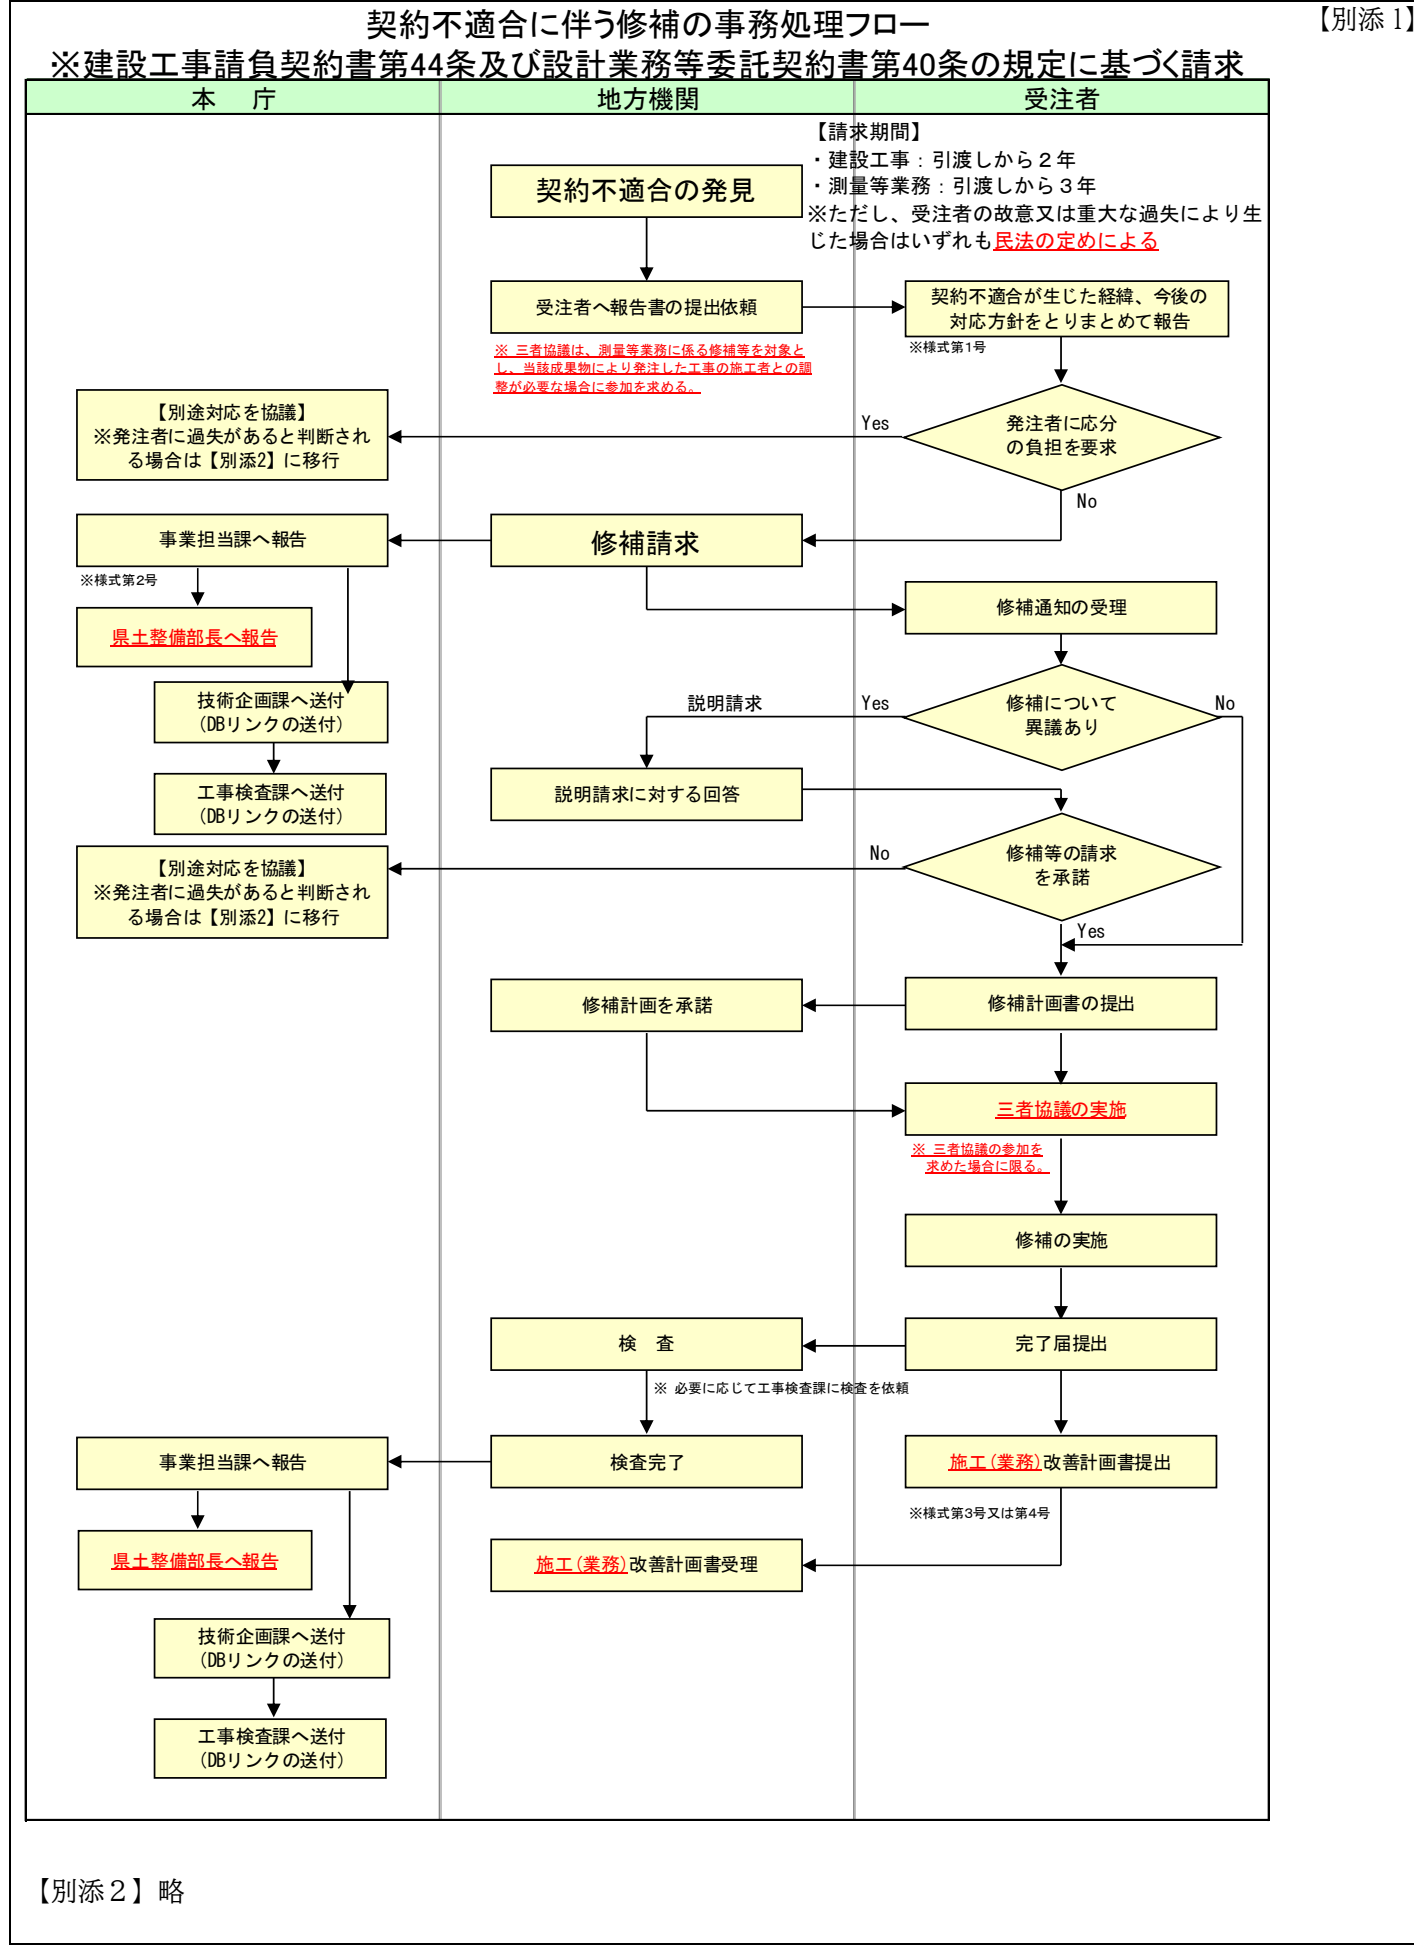 【別添1】
契約不適合に伴う修補の事務処理フロー
※建設工事請負契約書第44条及び設計業務等委託契約書第40条の規定に基づく請求
本　庁
地方機関
受注者
【請求期間】
・建設工事：引渡しから２年
・測量等業務：引渡しから３年
※ただし、受注者の故意又は重大な過失により生
じた場合はいずれも民法の定めによる
契約不適合の発見
受注者へ報告書の提出依頼
契約不適合が生じた経緯、今後の
対応方針をとりまとめて報告
※様式第1号
※ 三者協議は、測量等業務に係る修補等を対象と
し、当該成果物により発注した工事の施工者との調
整が必要な場合に参加を求める。
【別途対応を協議】
※発注者に過失があると判断され
る場合は【別添2】に移行
Yes
発注者に応分
の負担を要求
No
事業担当課へ報告
修補請求
※様式第2号
県土整備部長へ報告
修補通知の受理
技術企画課へ送付
（DBリンクの送付）
説明請求
Yes
修補について
異議あり
No
工事検査課へ送付
（DBリンクの送付）
説明請求に対する回答
【別途対応を協議】
※発注者に過失があると判断され
る場合は【別添2】に移行
No
修補等の請求
を承諾
Yes
修補計画を承諾
修補計画書の提出
三者協議の実施
※ 三者協議の参加を
求めた場合に限る。
修補の実施
検　査
完了届提出
※ 必要に応じて工事検査課に検査を依頼
事業担当課へ報告
検査完了
施工（業務）改善計画書提出
※様式第3号又は第4号
県土整備部長へ報告
施工（業務）改善計画書受理
技術企画課へ送付
（DBリンクの送付）
工事検査課へ送付
（DBリンクの送付）
【別添２】略